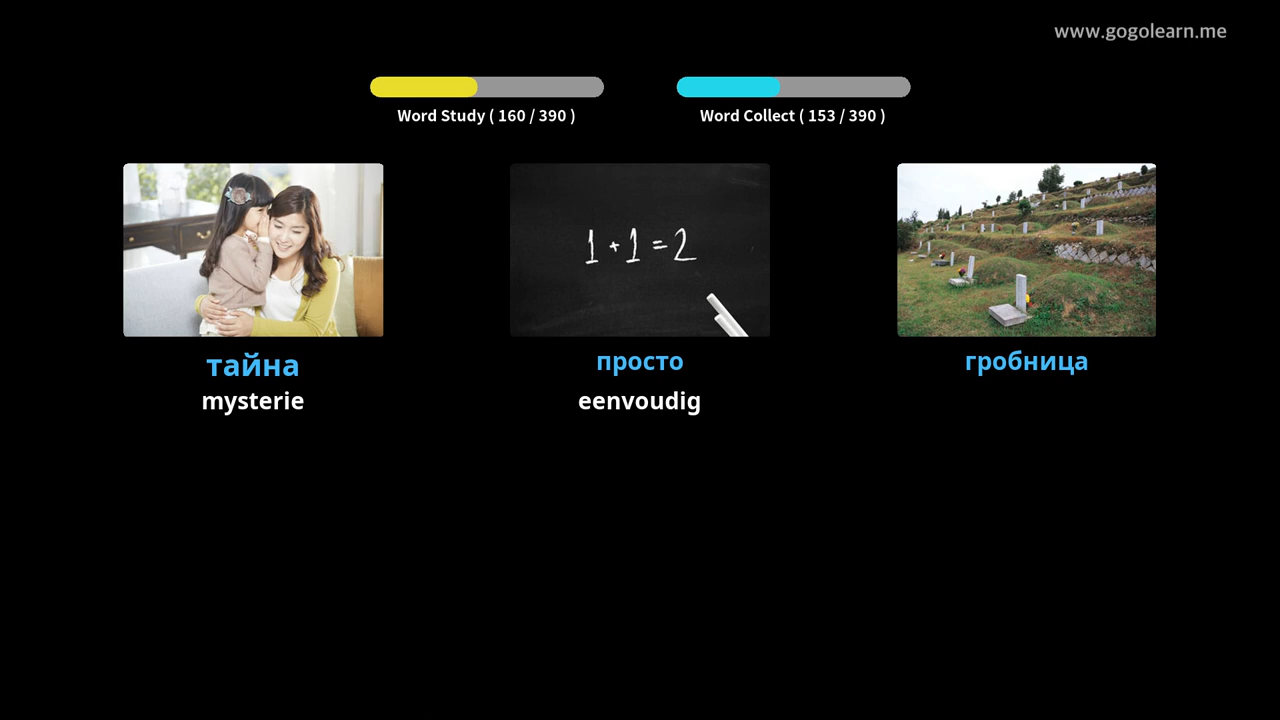 www.gogolearn.me
Word Study ( 160 / 390 )
Word Collect ( 153 / 390 )
1 + 1 = 2
тайна
mysterie
просто
eenvoudig
гробница